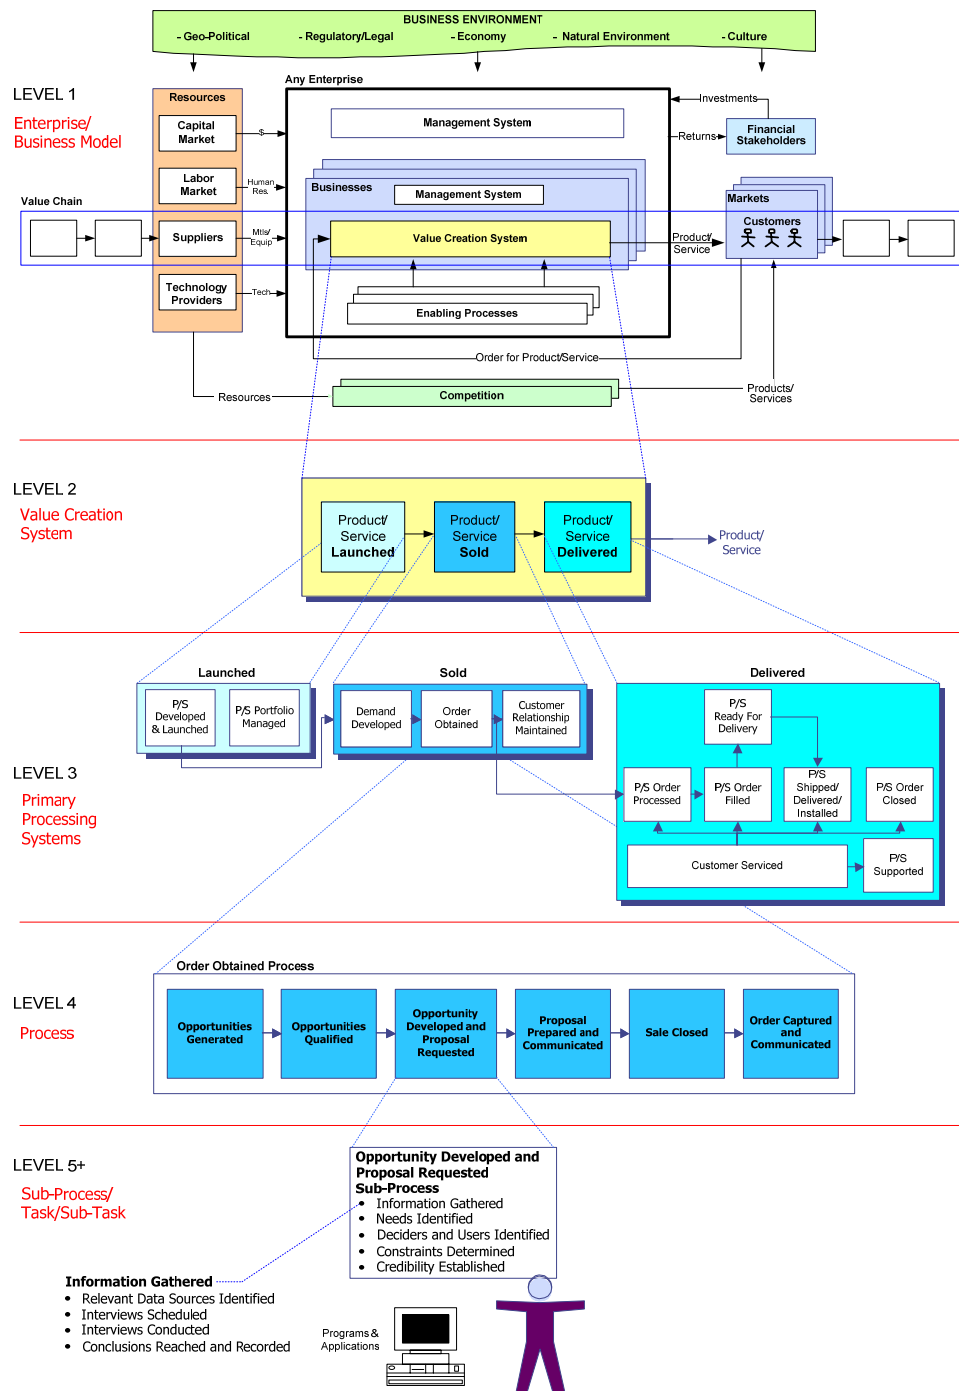 BUSINESS ENVIRONMENT
- Geo-Political - Regulatory/Legal - Economy - Natural Environment - Culture
LEVEL 1
Enterprise/
Business Model
Any Enterprise
Resources
Capital
Market
$
Labor
Market
Human
Res.
Suppliers
Mtls/
Equip
Technology
Providers
Tech
Management System
Businesses
Management System
Value Creation System
Enabling Processes
Investments
Returns
Financial
Stakeholders
Markets
Customers
Product/
Service
Value Chain
Order for Product/Service
Resources
Competition
Products/
Services
LEVEL 2
Value Creation
System
Product/
Service
Launched
Product/
Service
Sold
Product/
Service
Delivered
Product/
Service
LEVEL 3
Primary
Processing
Systems
Launched
P/S
Developed
& Launched
P/S Portfolio
Managed
Sold
Demand
Developed
Order
Obtained
Customer
Relationship
Maintained
Delivered
P/S
Ready For
Delivery
P/S Order
Processed
P/S Order
Filled
P/S
Shipped/
Delivered/
Installed
P/S Order
Closed
Customer Serviced
P/S
Supported
LEVEL 4
Process
Order Obtained Process
Opportunities
Generated
Opportunities
Qualified
Opportunity
Developed and
Proposal
Requested
Proposal
Prepared and
Communicated
Sale Closed
Order Captured
and
Communicated
LEVEL 5+
Sub-Process/
Task/Sub-Task
Opportunity Developed and
Proposal Requested
Sub-Process
• Information Gathered
• Needs Identified
• Deciders and Users Identified
• Constraints Determined
• Credibility Established
Information Gathered
• Relevant Data Sources Identified
• Interviews Scheduled
• Interviews Conducted
• Conclusions Reached and Recorded
Programs &
Applications